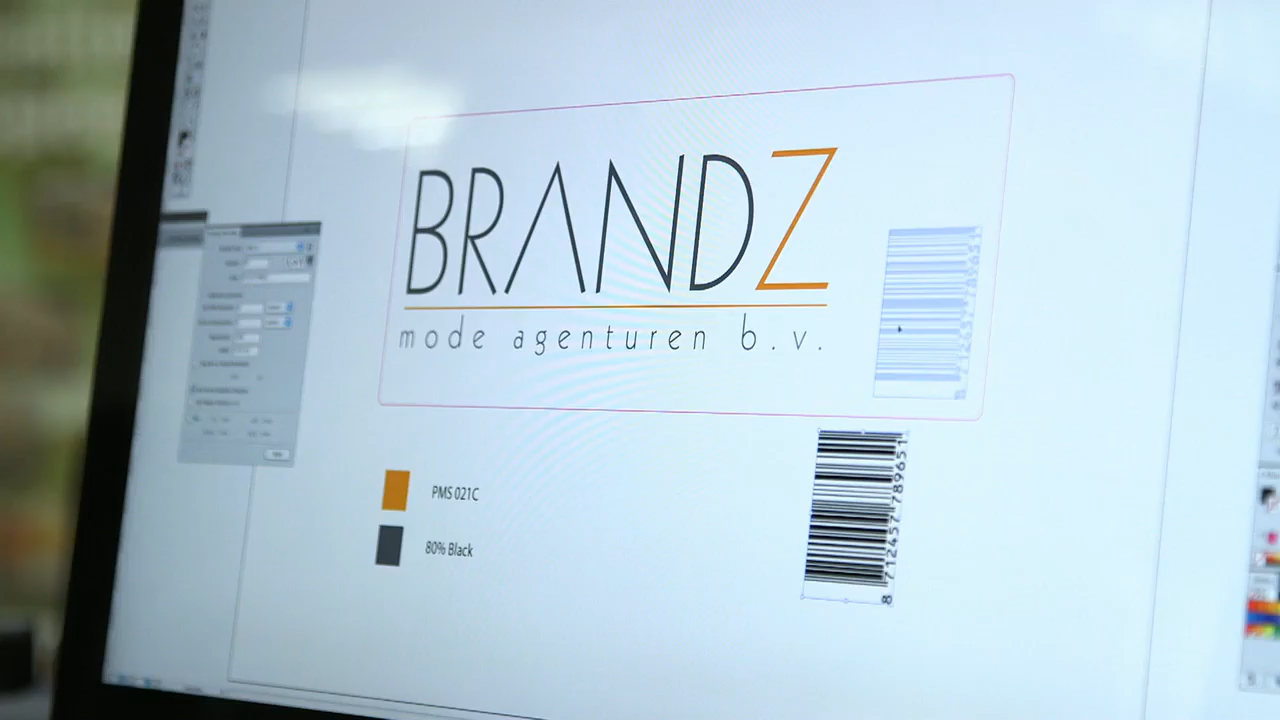 BRANDZ
mode agenturen b.v.
PMS 021C
80% Black
8 712457 789651